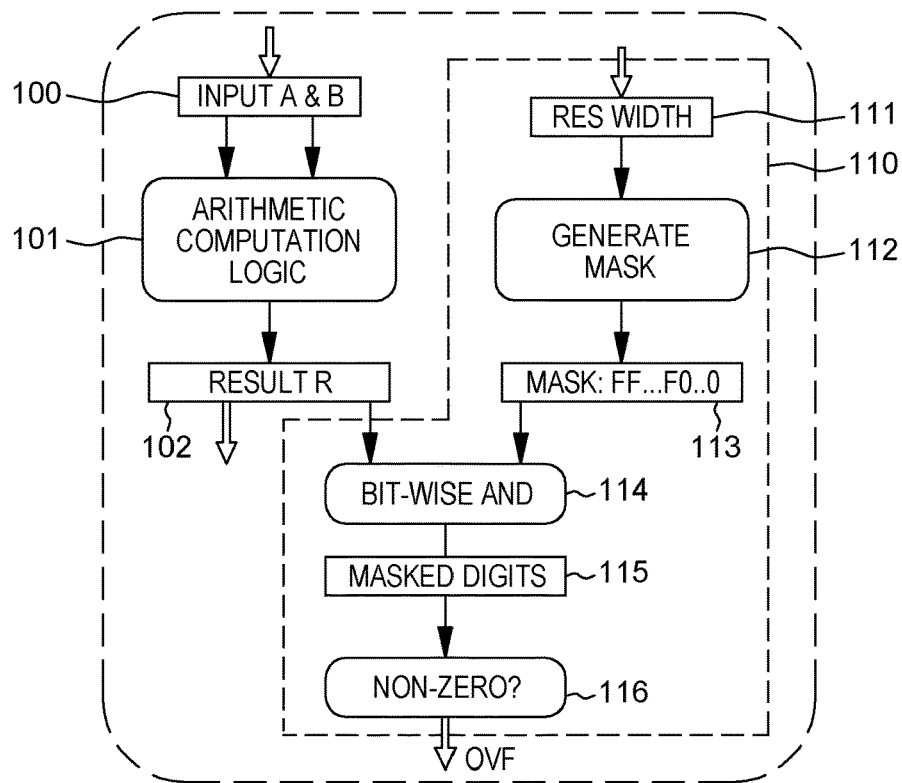 100
INPUT A & B
RES WIDTH
111
110
101
ARITHMETIC
COMPUTATION
LOGIC
GENERATE
MASK
112
RESULT R
102
MASK: FF...F0..0
113
BIT-WISE AND
114
MASKED DIGITS
115
NON-ZERO?
116
OVF